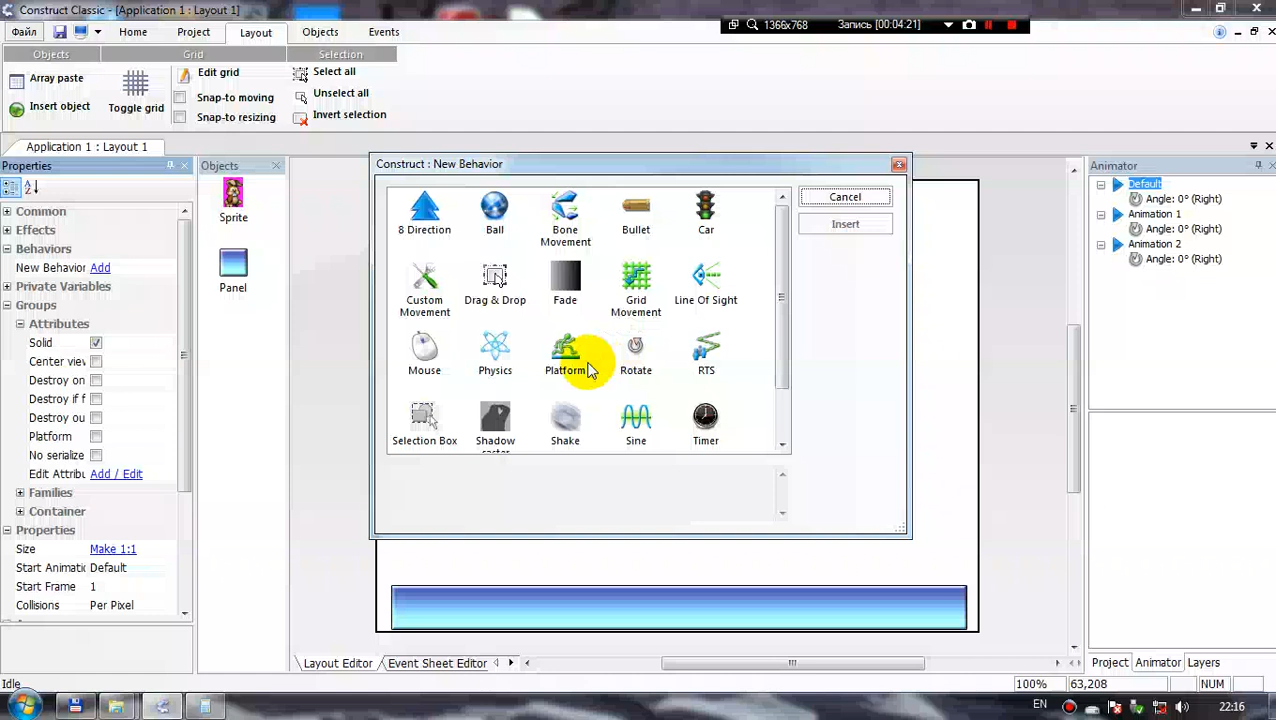 Construct Classic - [Application 1 : Layout 1]
1366x768 Запись [00:04:21]
Файл Home Project Layout Objects Events
Objects Grid Selection
Array paste
Insert object
Toggle grid
Edit grid
Snap-to moving
Snap-to resizing
Select all
Unselect all
Invert selection
Application 1 : Layout 1
Properties
Common
Effects
Behaviors
New Behavior Add
Private Variables
Groups
Attributes
Solid
Center view
Destroy on
Destroy if f
Destroy ou
Platform
No serialize
Edit Attribu Add / Edit
Families
Container
Properties
Size Make 1:1
Start Animatic Default
Start Frame 1
Collisions Per Pixel
Objects
Sprite
Panel
Construct : New Behavior
8 Direction Ball Bone Movement Bullet Car
Custom Movement Drag & Drop Fade Grid Movement Line Of Sight
Mouse Physics Platform Rotate RTS
Selection Box Shadow caster Shake Sine Timer
Cancel
Insert
Animator
Default
Angle: 0° (Right)
Animation 1
Angle: 0° (Right)
Animation 2
Angle: 0° (Right)
Layout Editor Event Sheet Editor
Project Animator Layers
Idle 100% 63,208 NUM
EN 22:16